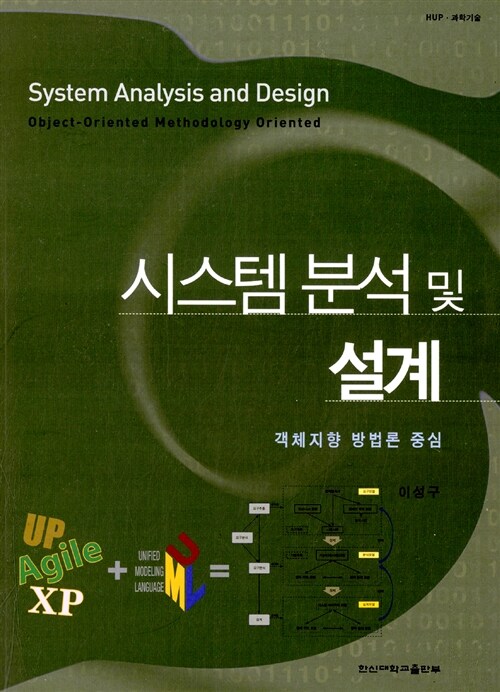 HUP · 과학기술
System Analysis and Design
Object-Oriented Methodology Oriented
시스템 분석 및
설계
객체지향 방법론 중심
이성구
UP
Agile
XP
+
UNIFIED
MODELING
LANGUAGE
UML
=
한신대학교출판부